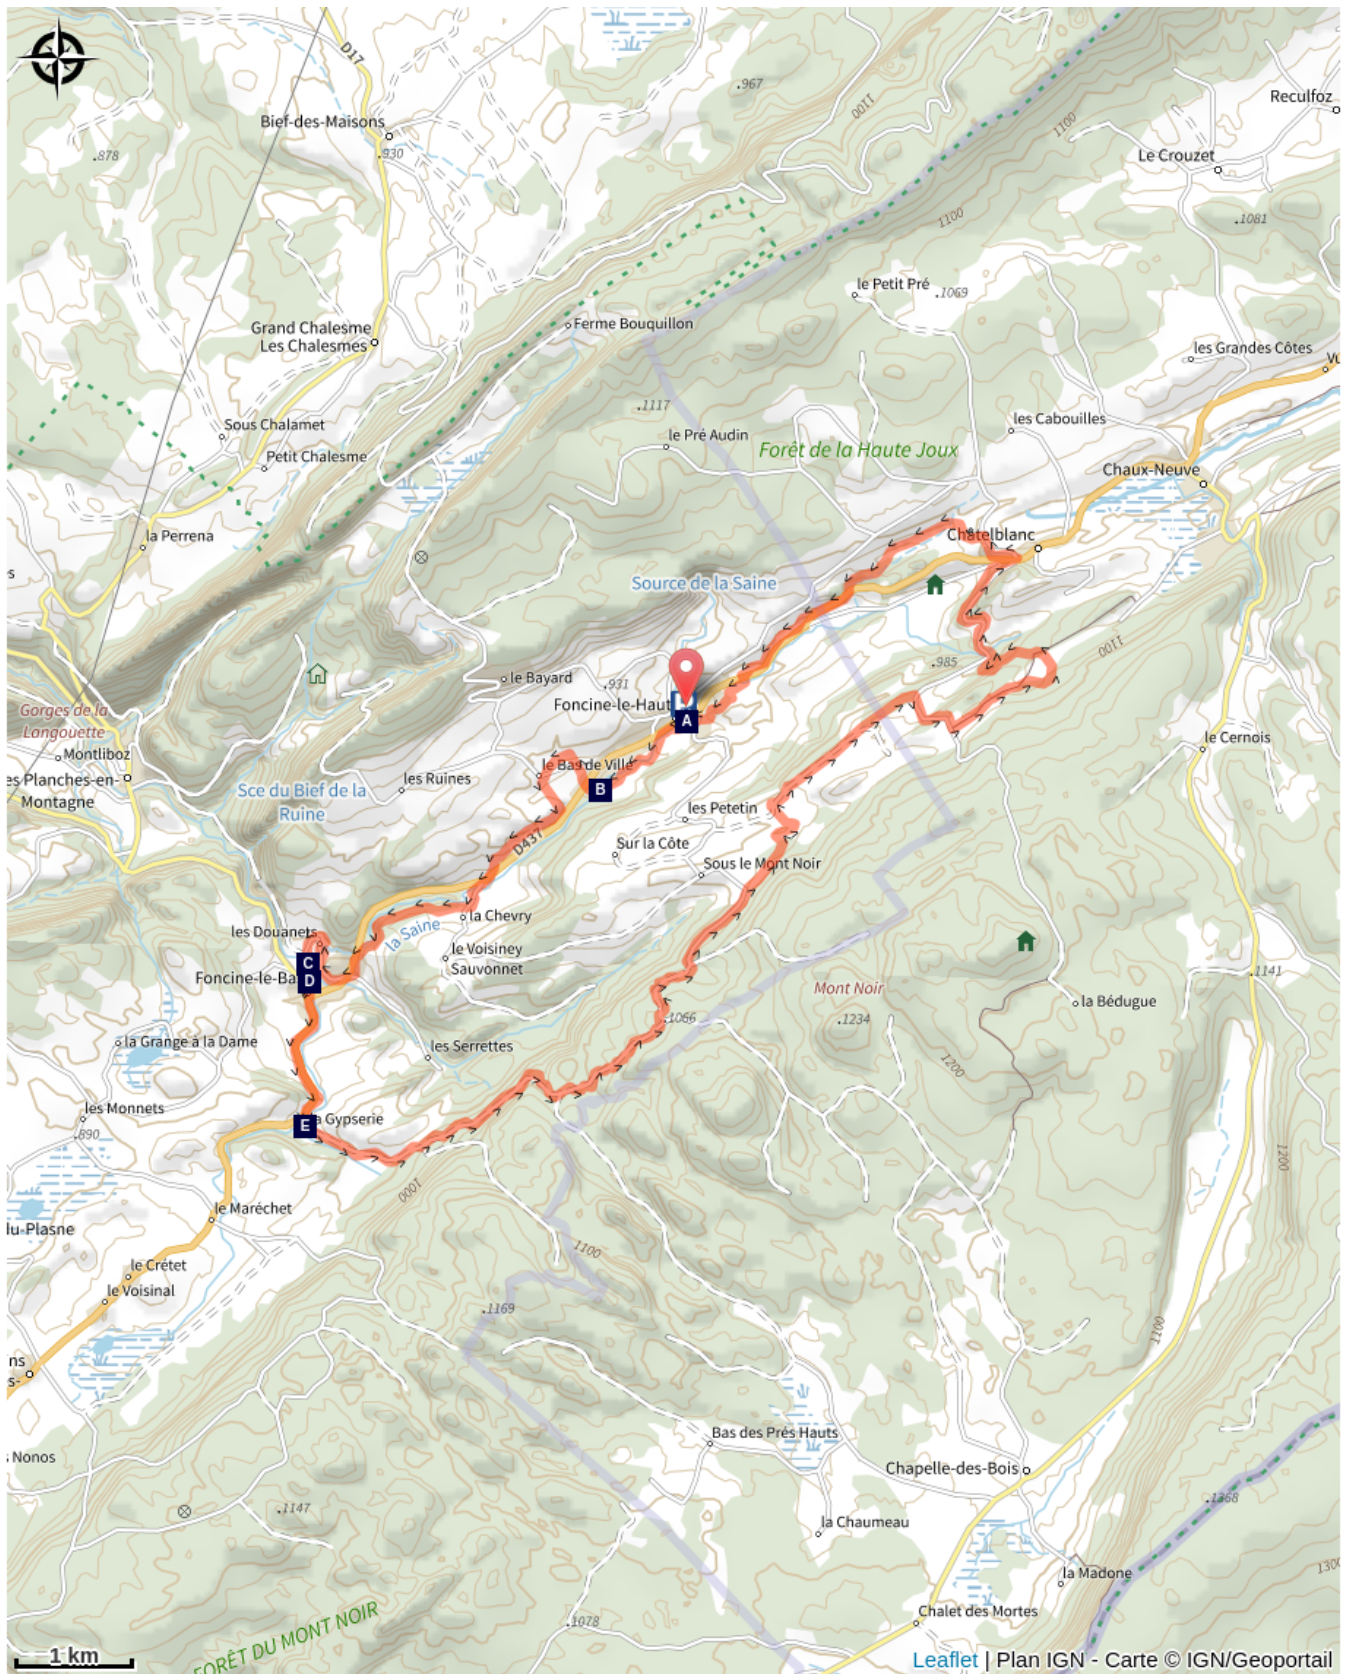 D17
.967
1100
Reculfoz
1100
Bief-des-Maisons
.930
.878
Le Crouzet
.1081
1100
le Petit Pré
.1069
Grand Chalesme
Les Chalesmes
Ferme Bouquillon
les Grandes Côtes
.1117
Sous Chalamet
les Cabouilles
le Pré Audin
Petit Chalesme
Forêt de la Haute Joux
Chaux-Neuve
la Perrena
Châtelblanc
Source de la Saine
1100
.985
le Bayard
.931
Foncine-le-Haut
A
Gorges de la
Langouette
Montliboz
le Cernois
le Bas de Ville
es Planches-en-
Montagne
les Ruines
B
Sce du Bief de la
Ruine
les Petetin
D437
Sur la Côte
Sous le Mont Noir
la Chevry
la Saine
les Douanets
le Voisiney
Sauvonnet
C
D
Foncine-le-Ba
.1141
Mont Noir
la Bédugue
.1066
.1234
la Grange à la Dame
les Serrettes
1200
les Monnets
.890
E
a Gypserie
1200
1000
le Maréchet
du-Plasne
1100
le Crétet
le Voisinal
.1169
1100
ns
s-
Bas des Prés Hauts
Nonos
Chapelle-des-Bois
.1368
.1147
la Chaumeau
la Madone
1300
Chalet des Mortes
.1078
FORÊT DU MONT NOIR
1 km
Leaflet | Plan IGN - Carte © IGN/Geoportail